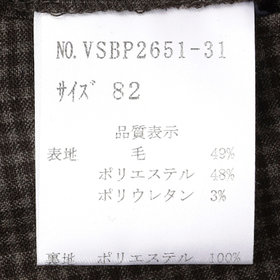 NO.VSBP2651-31
サイズ 82
品質表示
表地 毛 49%
ポリエステル 48%
ポリウレタン 3%
裏地 ポリエステル 100%